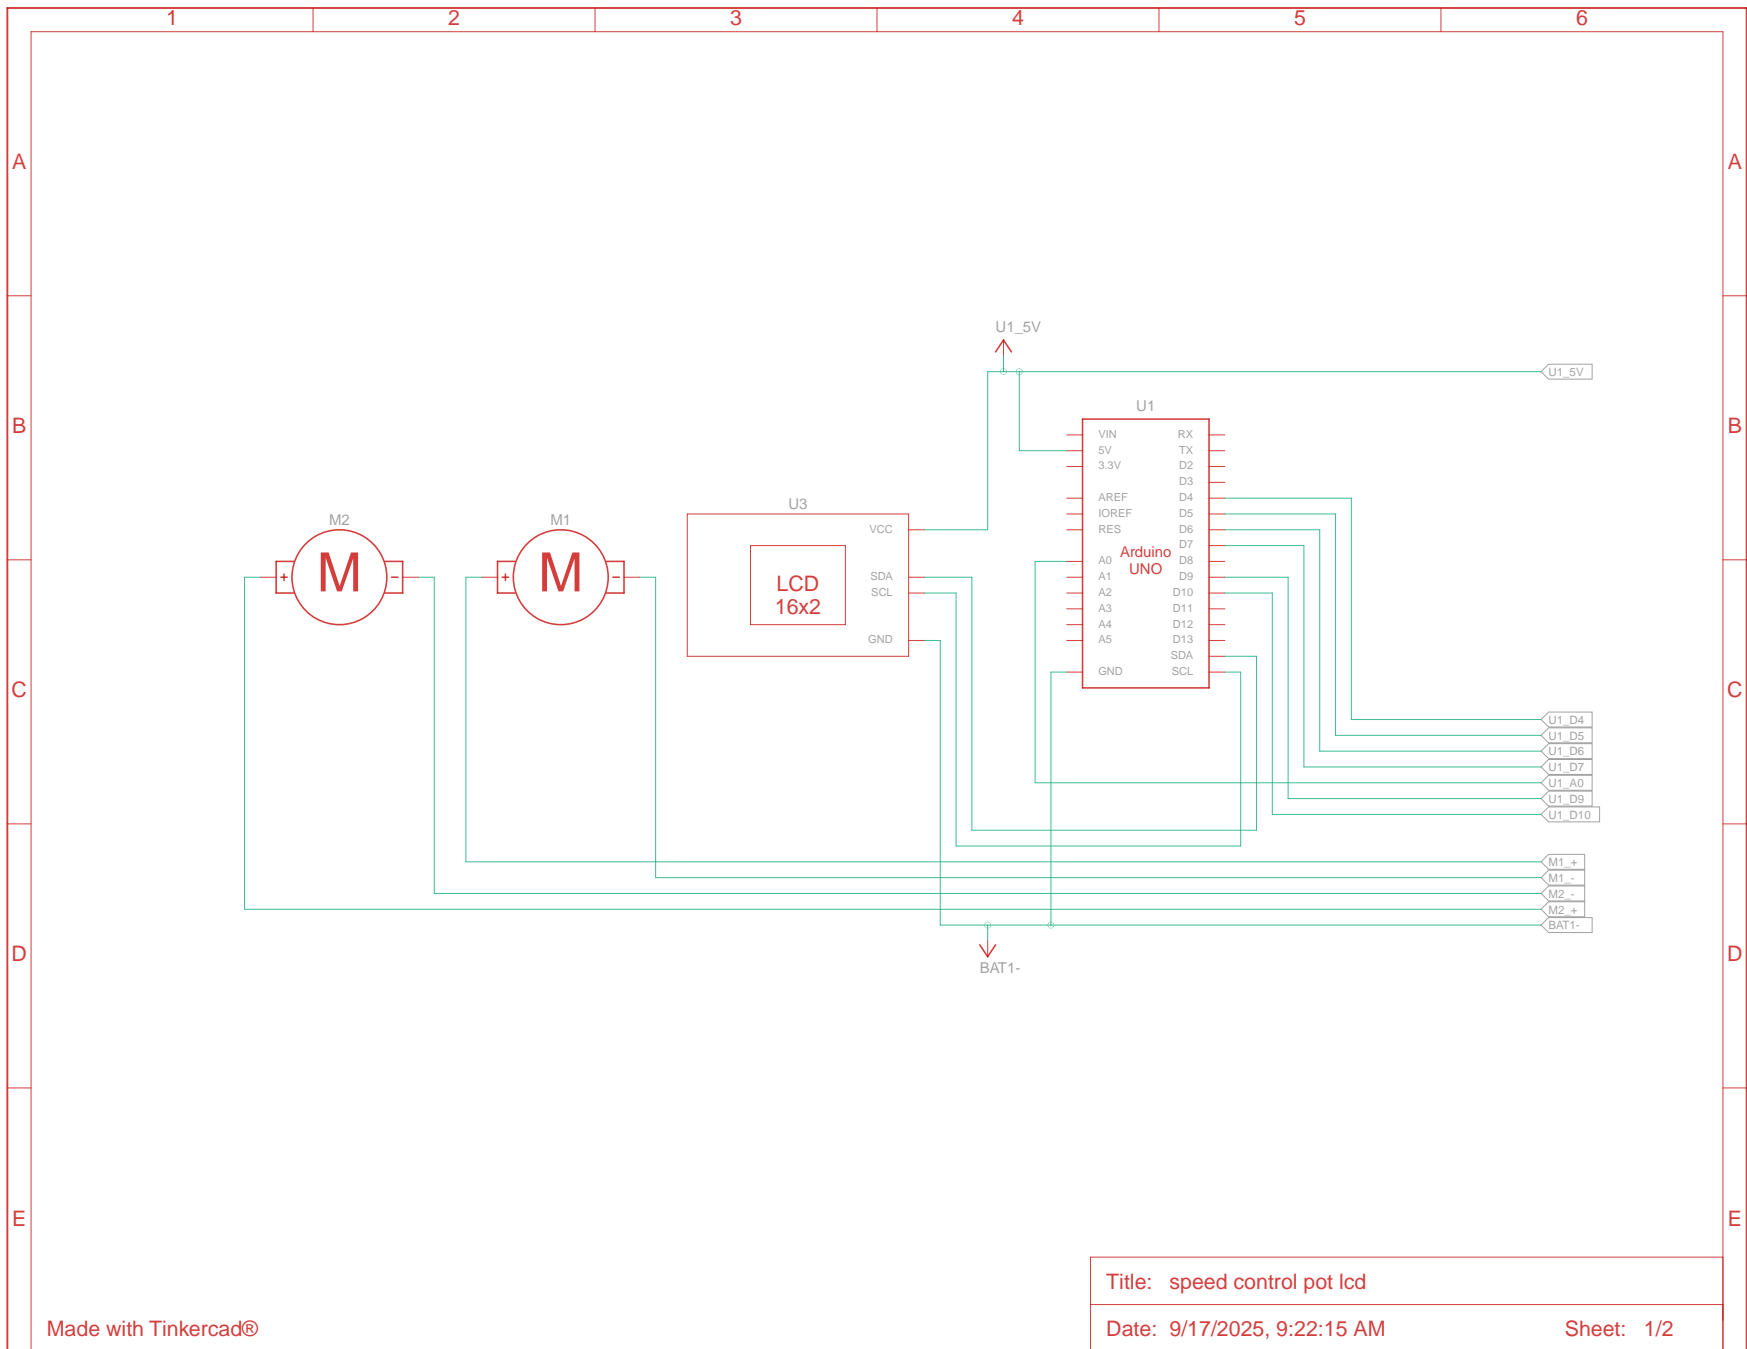 1 2 3 4 5 6
A A
U1_5V
U1_5V
U1
B B
VIN RX
5V TX
3.3V D2
D3
AREF D4
IOREF D5
RES D6
D7
A0 D8
A1 D9
A2 D10
A3 D11
A4 D12
A5 D13
SDA
GND SCL
Arduino
UNO
U3
VCC
SDA
SCL
GND
LCD
16x2
M2
+ M -
M1
+ M -
C C
U1_D4
U1_D5
U1_D6
U1_D7
U1_A0
U1_D9
U1_D10
M1_+
M1_-
M2_-
M2_+
BAT1-
BAT1-
D D
E E
Title: speed control pot lcd
Made with Tinkercad®
Date: 9/17/2025, 9:22:15 AM Sheet: 1/2